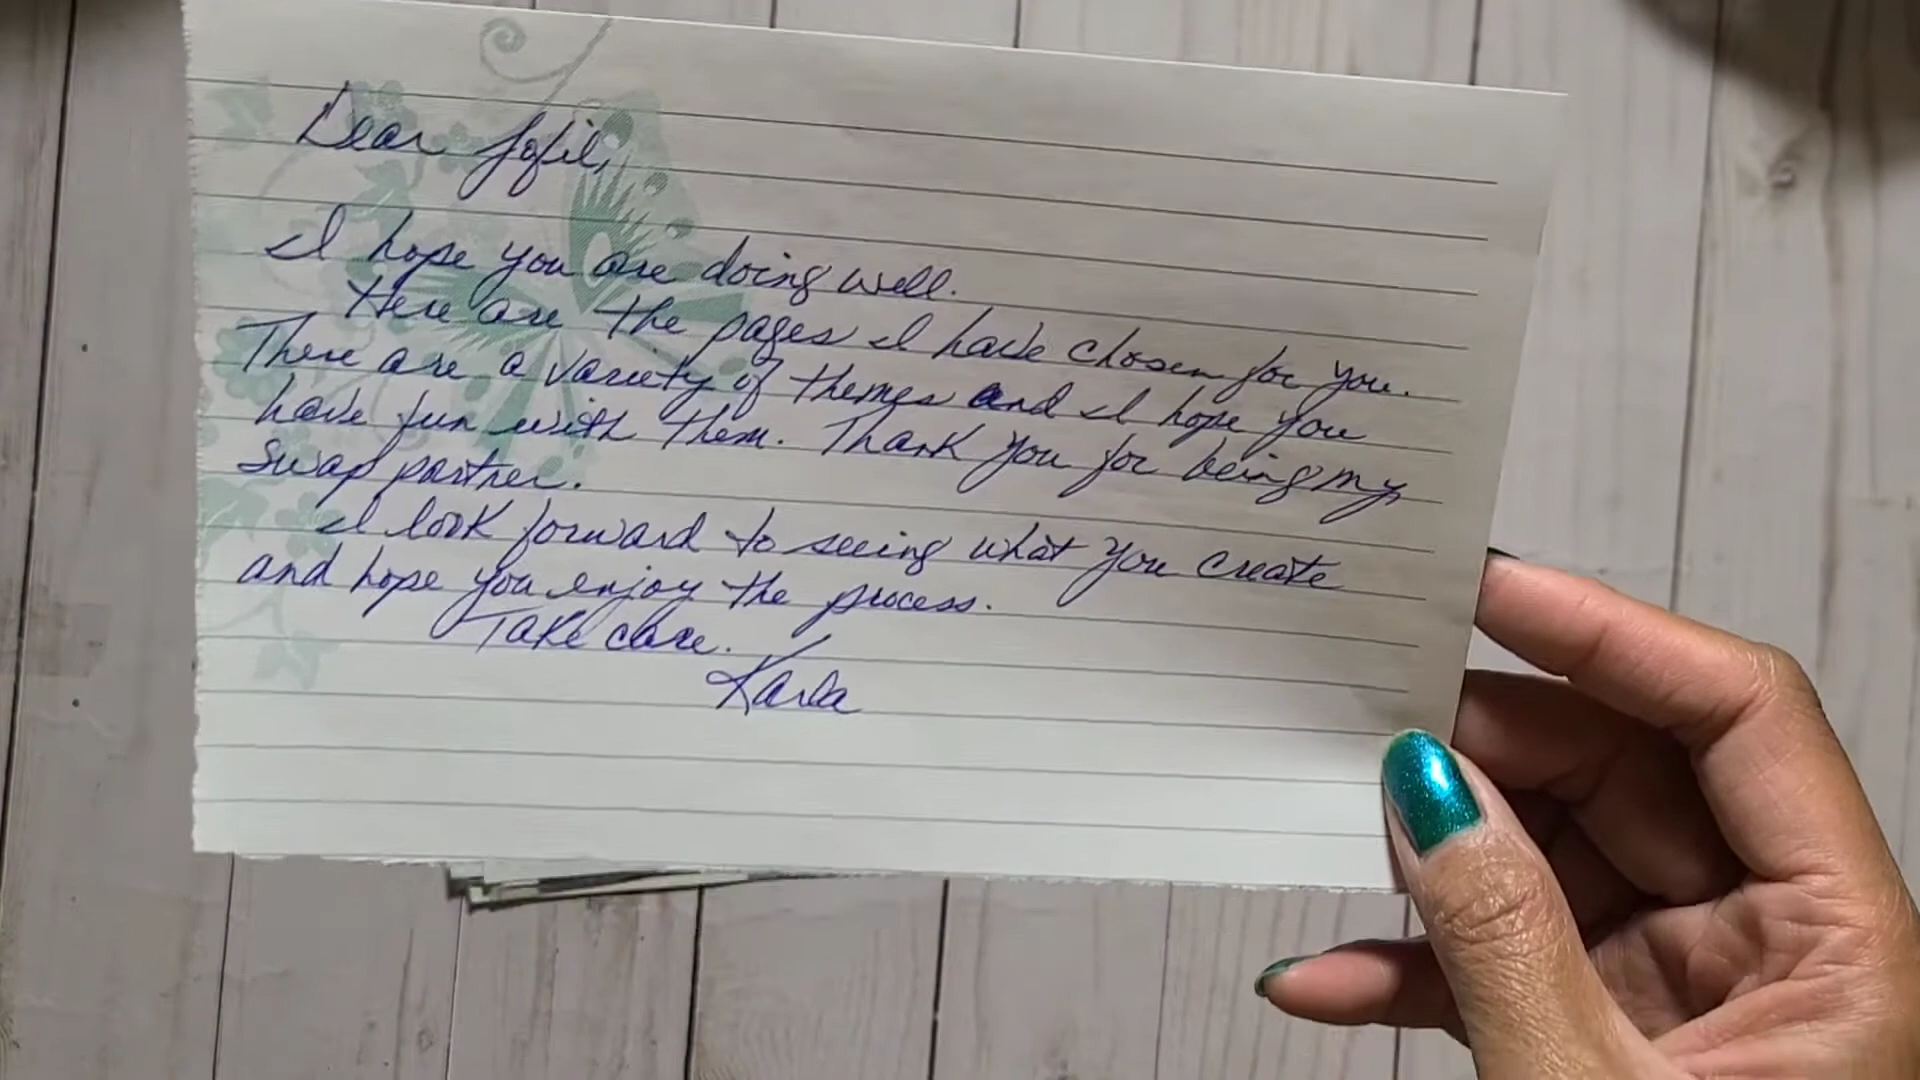 Dear
I hope you are doing well.
Here are the pages I have chosen for you.
There are a variety of themes and I hope you
have fun with them. Thank you for being my
swap partner.
I look forward to seeing what you create
and hope you enjoy the process.
Take care.
Karla